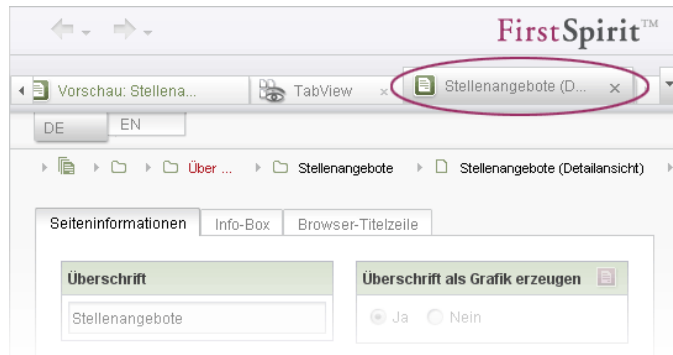 FirstSpirit™
Vorschau: Stellena... TabView Stellenangebote (D...
DE EN
Über ... Stellenangebote Stellenangebote (Detailansicht)
Seiteninformationen Info-Box Browser-Titelzeile
Überschrift Überschrift als Grafik erzeugen
Stellenangebote Ja Nein